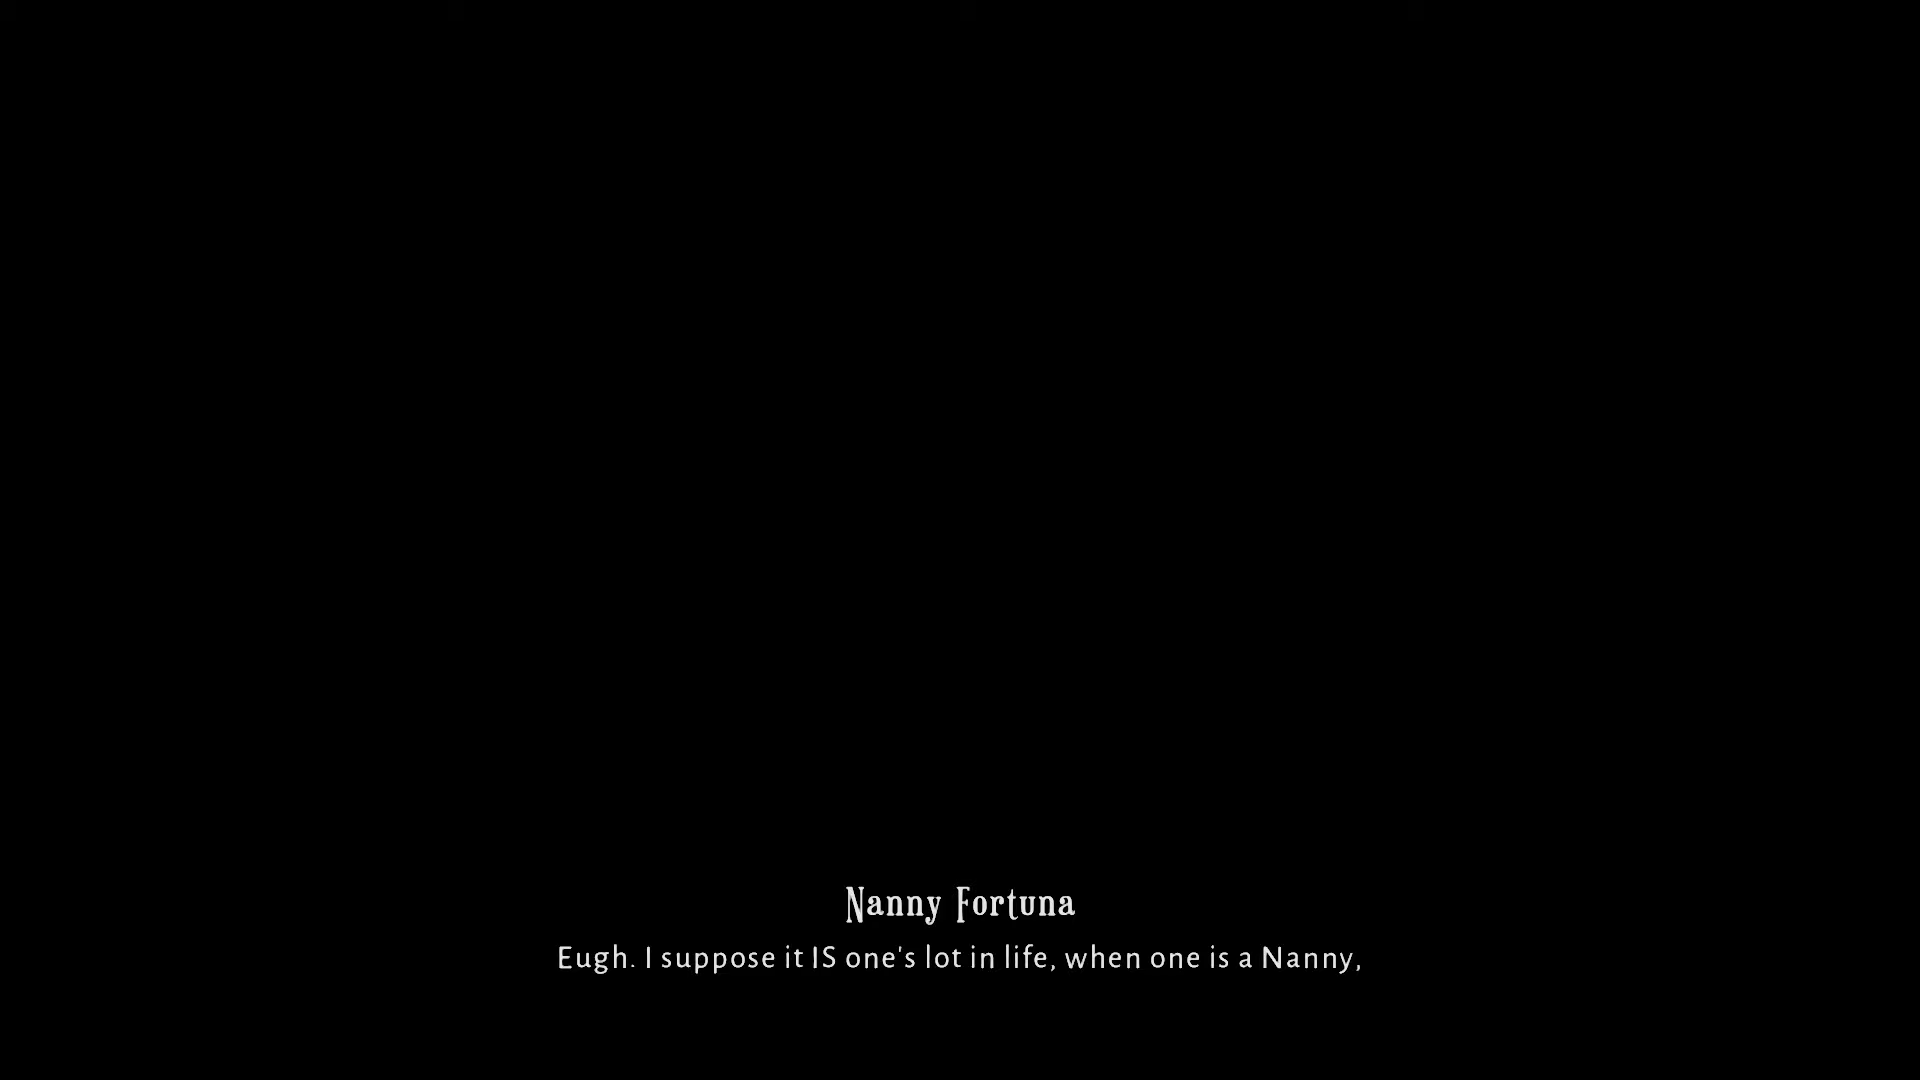 Nanny Fortuna
Eugh. I suppose it IS one's lot in life, when one is a Nanny,